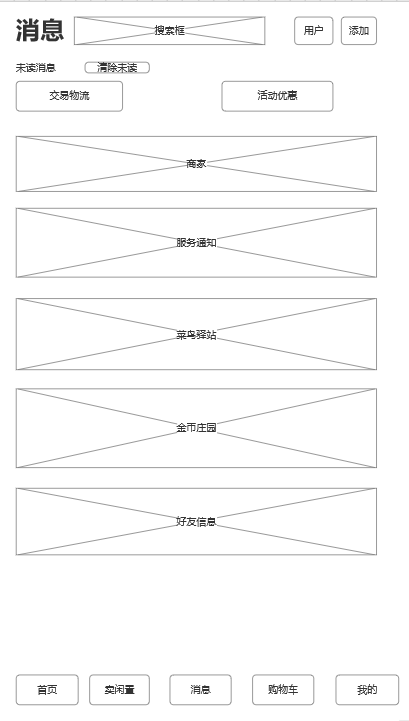 消息 搜索框 用户 添加
未读消息 清除未读
交易物流 活动优惠
商家
服务通知
菜鸟驿站
金币庄园
好友信息
首页 卖闲置 消息 购物车 我的